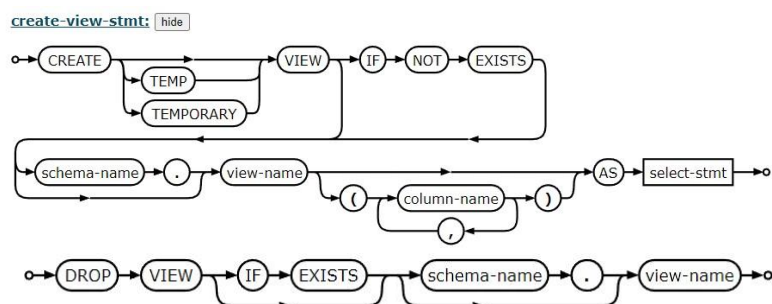 create-view-stmt: hide
CREATE TEMP TEMPORARY VIEW IF NOT EXISTS
schema-name . view-name ( column-name , ) AS select-stmt
DROP VIEW IF EXISTS schema-name . view-name